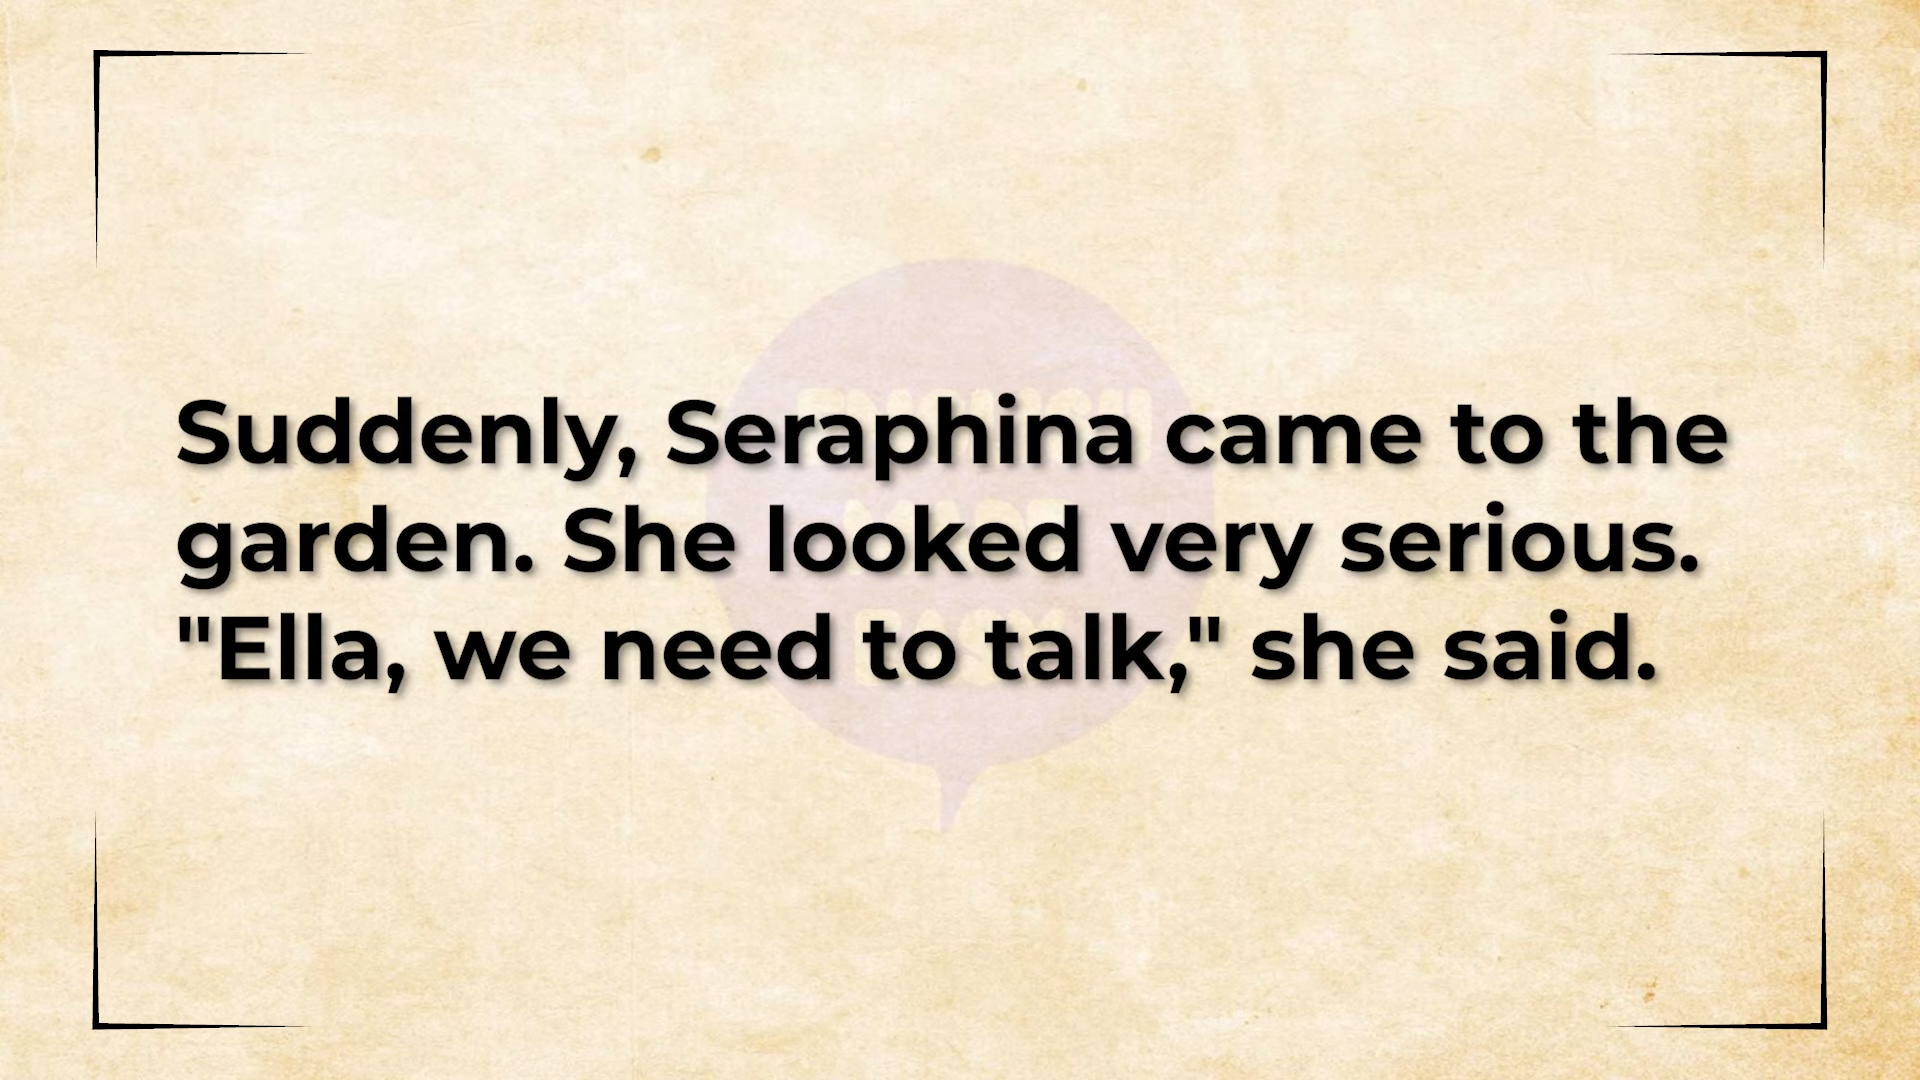 Suddenly, Seraphina came to the
garden. She looked very serious.
"Ella, we need to talk," she said.